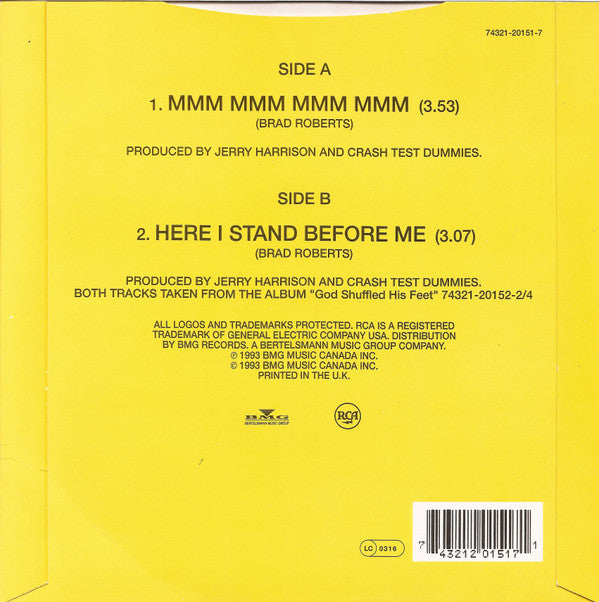 74321-20151-7
SIDE A
1. MMM MMM MMM MMM (3.53)
(BRAD ROBERTS)
PRODUCED BY JERRY HARRISON AND CRASH TEST DUMMIES.
SIDE B
2. HERE I STAND BEFORE ME (3.07)
(BRAD ROBERTS)
PRODUCED BY JERRY HARRISON AND CRASH TEST DUMMIES.
BOTH TRACKS TAKEN FROM THE ALBUM "God Shuffled His Feet" 74321-20152-2/4
ALL LOGOS AND TRADEMARKS PROTECTED. RCA IS A REGISTERED
TRADEMARK OF GENERAL ELECTRIC COMPANY USA. DISTRIBUTION
BY BMG RECORDS. A BERTELSMANN MUSIC GROUP COMPANY.
℗ 1993 BMG MUSIC CANADA INC.
© 1993 BMG MUSIC CANADA INC.
PRINTED IN THE U.K.
BMG
BERTELSMANN MUSIC GROUP
RCA
LC 0316
7 43212 01517 1